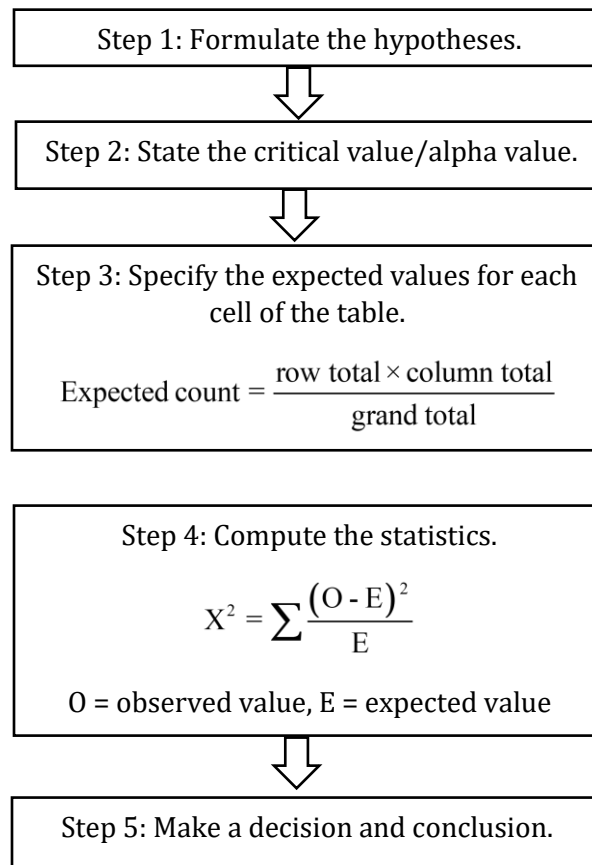 Step 1: Formulate the hypotheses.
Step 2: State the critical value/alpha value.
Step 3: Specify the expected values for each
cell of the table.
Expected count = row total × column total / grand total
Step 4: Compute the statistics.
X² = ∑ (O - E)² / E
O = observed value, E = expected value
Step 5: Make a decision and conclusion.